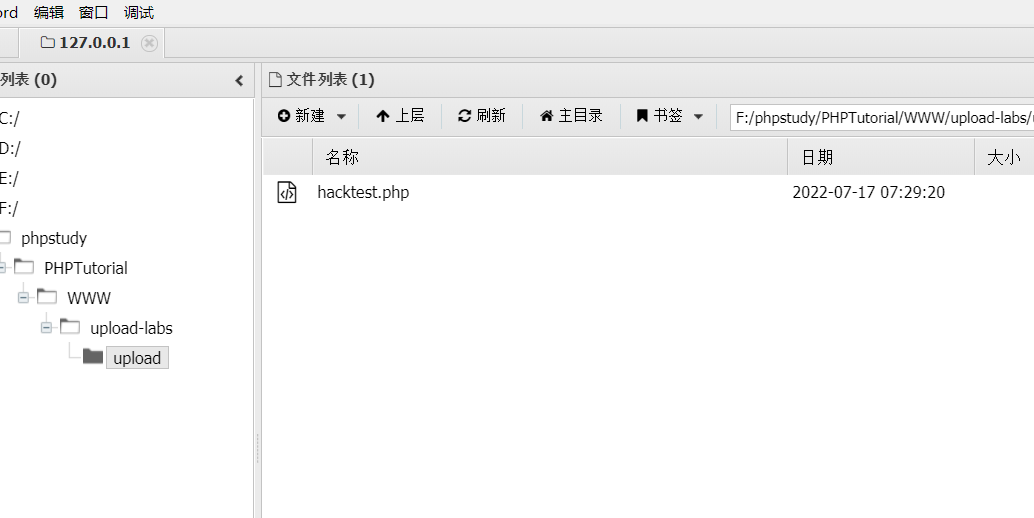 ord 编辑 窗口 调试
127.0.0.1
列表 (0)
文件列表 (1)
新建 上层 刷新 主目录 书签 F:/phpstudy/PHPTutorial/WWW/upload-labs/
名称 日期 大小
hacktest.php 2022-07-17 07:29:20
C:/
D:/
E:/
F:/
phpstudy
PHPTutorial
WWW
upload-labs
upload